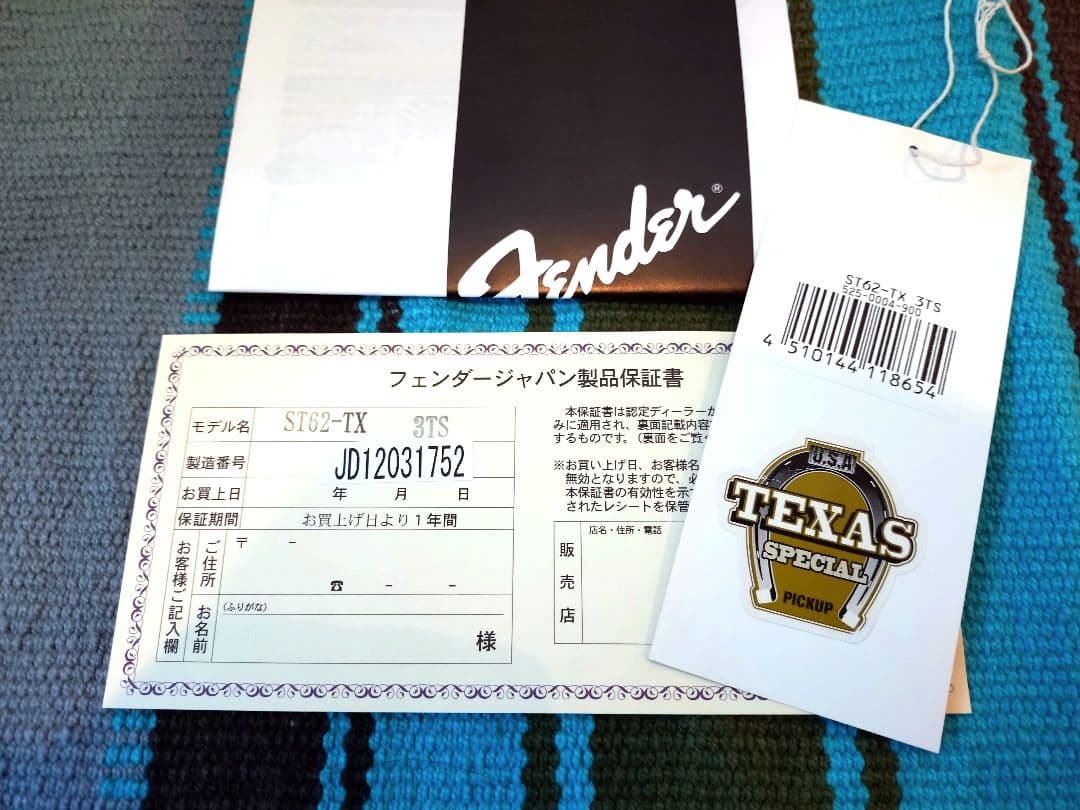 Fender®
ST62-TX 3TS
525-0004-900
4 510144 118654
U.S.A
TEXAS
SPECIAL
PICKUP
フェンダージャパン製品保証書
モデル名 ST62-TX 3TS
製造番号 JD12031752
お買上日 年 月 日
保証期間 お買上げ日より1年間
お客様ご記入欄
ご住所
〒 -
☎ - -
お名前
(ふりがな)
様
本保証書は認定ディーラーか
みに適用され、裏面記載内容
するものです。(裏面をご覧く
※お買い上げ日、お客様名
無効となりますので、必
本保証書の有効性を示す
されたレシートを保管
販売店
店名・住所・電話